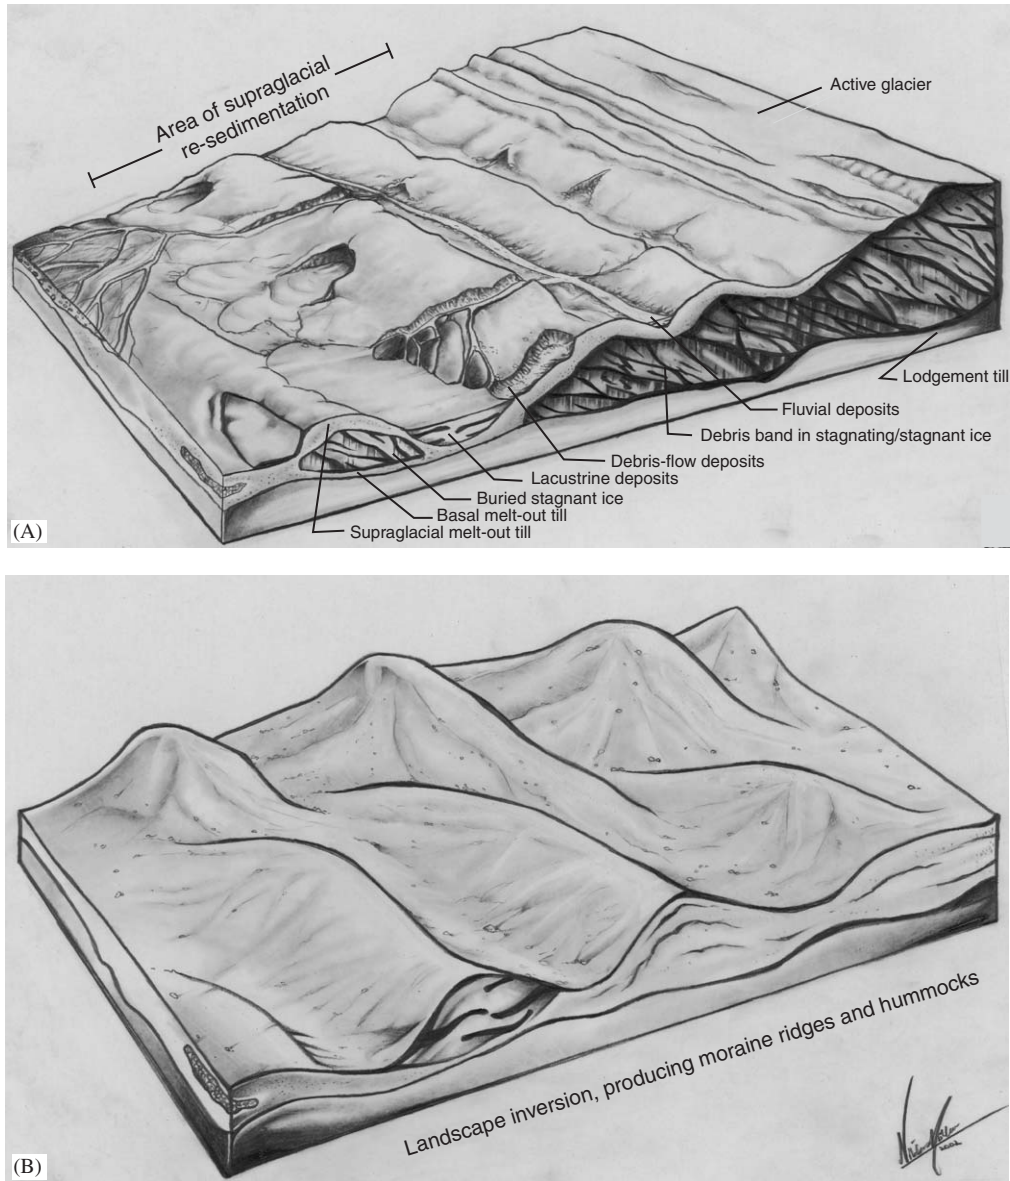 Area of supraglacial
re-sedimentation
Active glacier
Lodgement till
Fluvial deposits
Debris band in stagnating/stagnant ice
Debris-flow deposits
Lacustrine deposits
Buried stagnant ice
Basal melt-out till
Supraglacial melt-out till
(A)
Landscape inversion, producing moraine ridges and hummocks
(B)